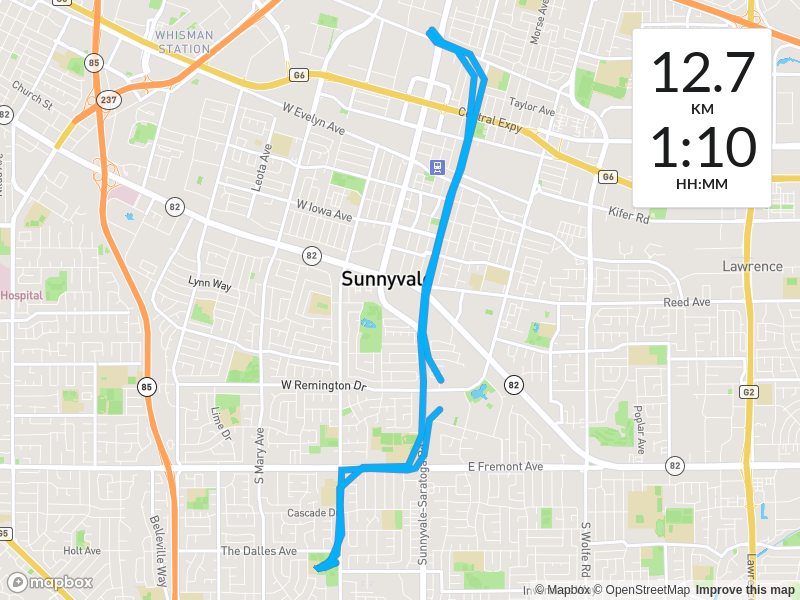 WHISMAN
STATION
Morse Ave
Lawrence
12.7
KM
1:10
HH:MM
85
G6
237
Church St
82
Taylor Ave
Central Expy
W Evelyn Ave
Leota Ave
G6
82
W Iowa Ave
Kifer Rd
82
Sunnyvale
Lynn Way
Lawrence
Hospital
Reed Ave
85
W Remington Dr
82
G2
Lime Dr
S Mary Ave
Poplar Ave
E Fremont Ave
82
Sunnyvale-Saratoga
Cascade D
Belleville Way
G5
Holt Ave
The Dalles Ave
S Wolfe Rd
Lawrence
mapbox
© Mapbox © OpenStreetMap Improve this map